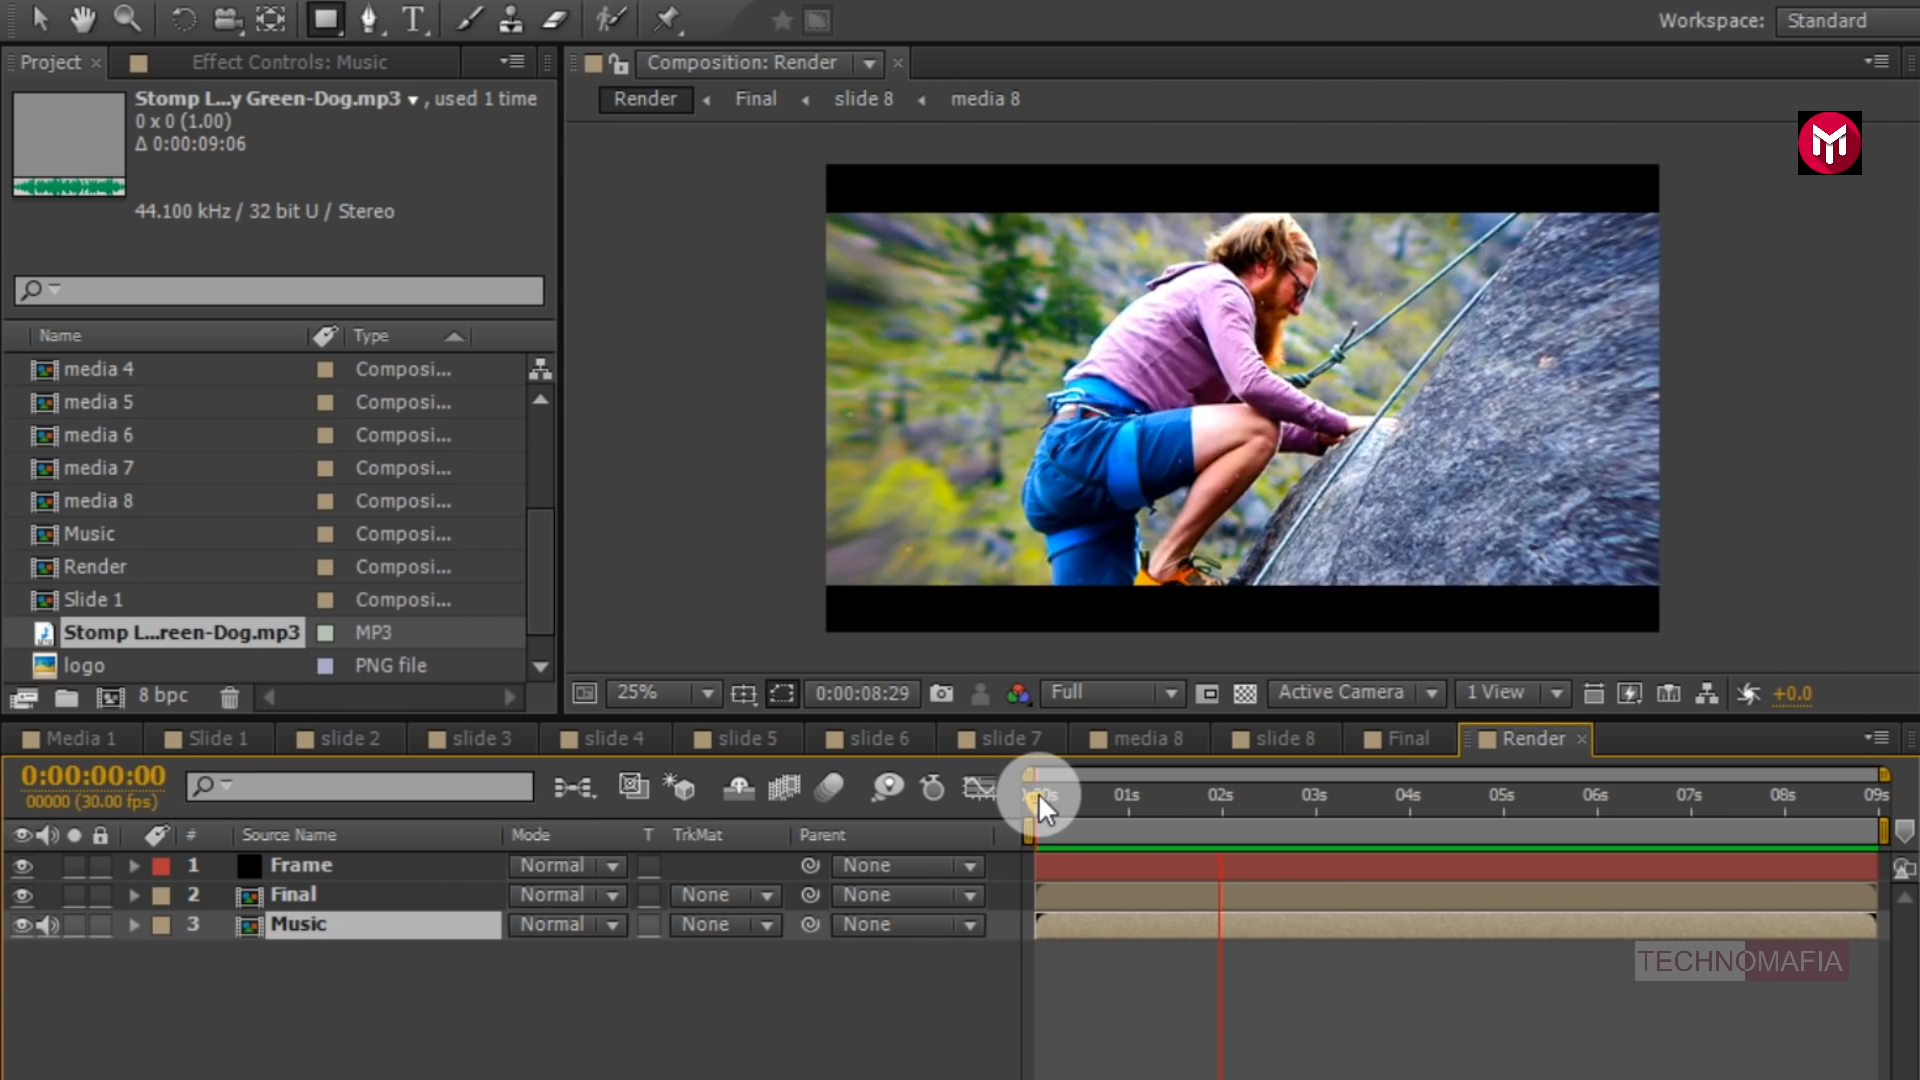 Workspace: Standard
Project
Effect Controls: Music
Composition: Render
Stomp L...y Green-Dog.mp3 , used 1 time
0 x 0 (1.00)
Δ 0:00:09:06
44.100 kHz / 32 bit U / Stereo
Render Final slide 8 media 8
Name Type
media 4 Composi...
media 5 Composi...
media 6 Composi...
media 7 Composi...
media 8 Composi...
Music Composi...
Render Composi...
Slide 1 Composi...
Stomp L...reen-Dog.mp3 MP3
logo PNG file
8 bpc
25% 0:00:08:29 Full Active Camera 1 View +0.0
Media 1 Slide 1 slide 2 slide 3 slide 4 slide 5 slide 6 slide 7 media 8 slide 8 Final Render
0:00:00:00
00000 (30.00 fps)
01s 02s 03s 04s 05s 06s 07s 08s 09s
# Source Name Mode T TrkMat Parent
1 Frame Normal None
2 Final Normal None None
3 Music Normal None None
TECHNOMAFIA